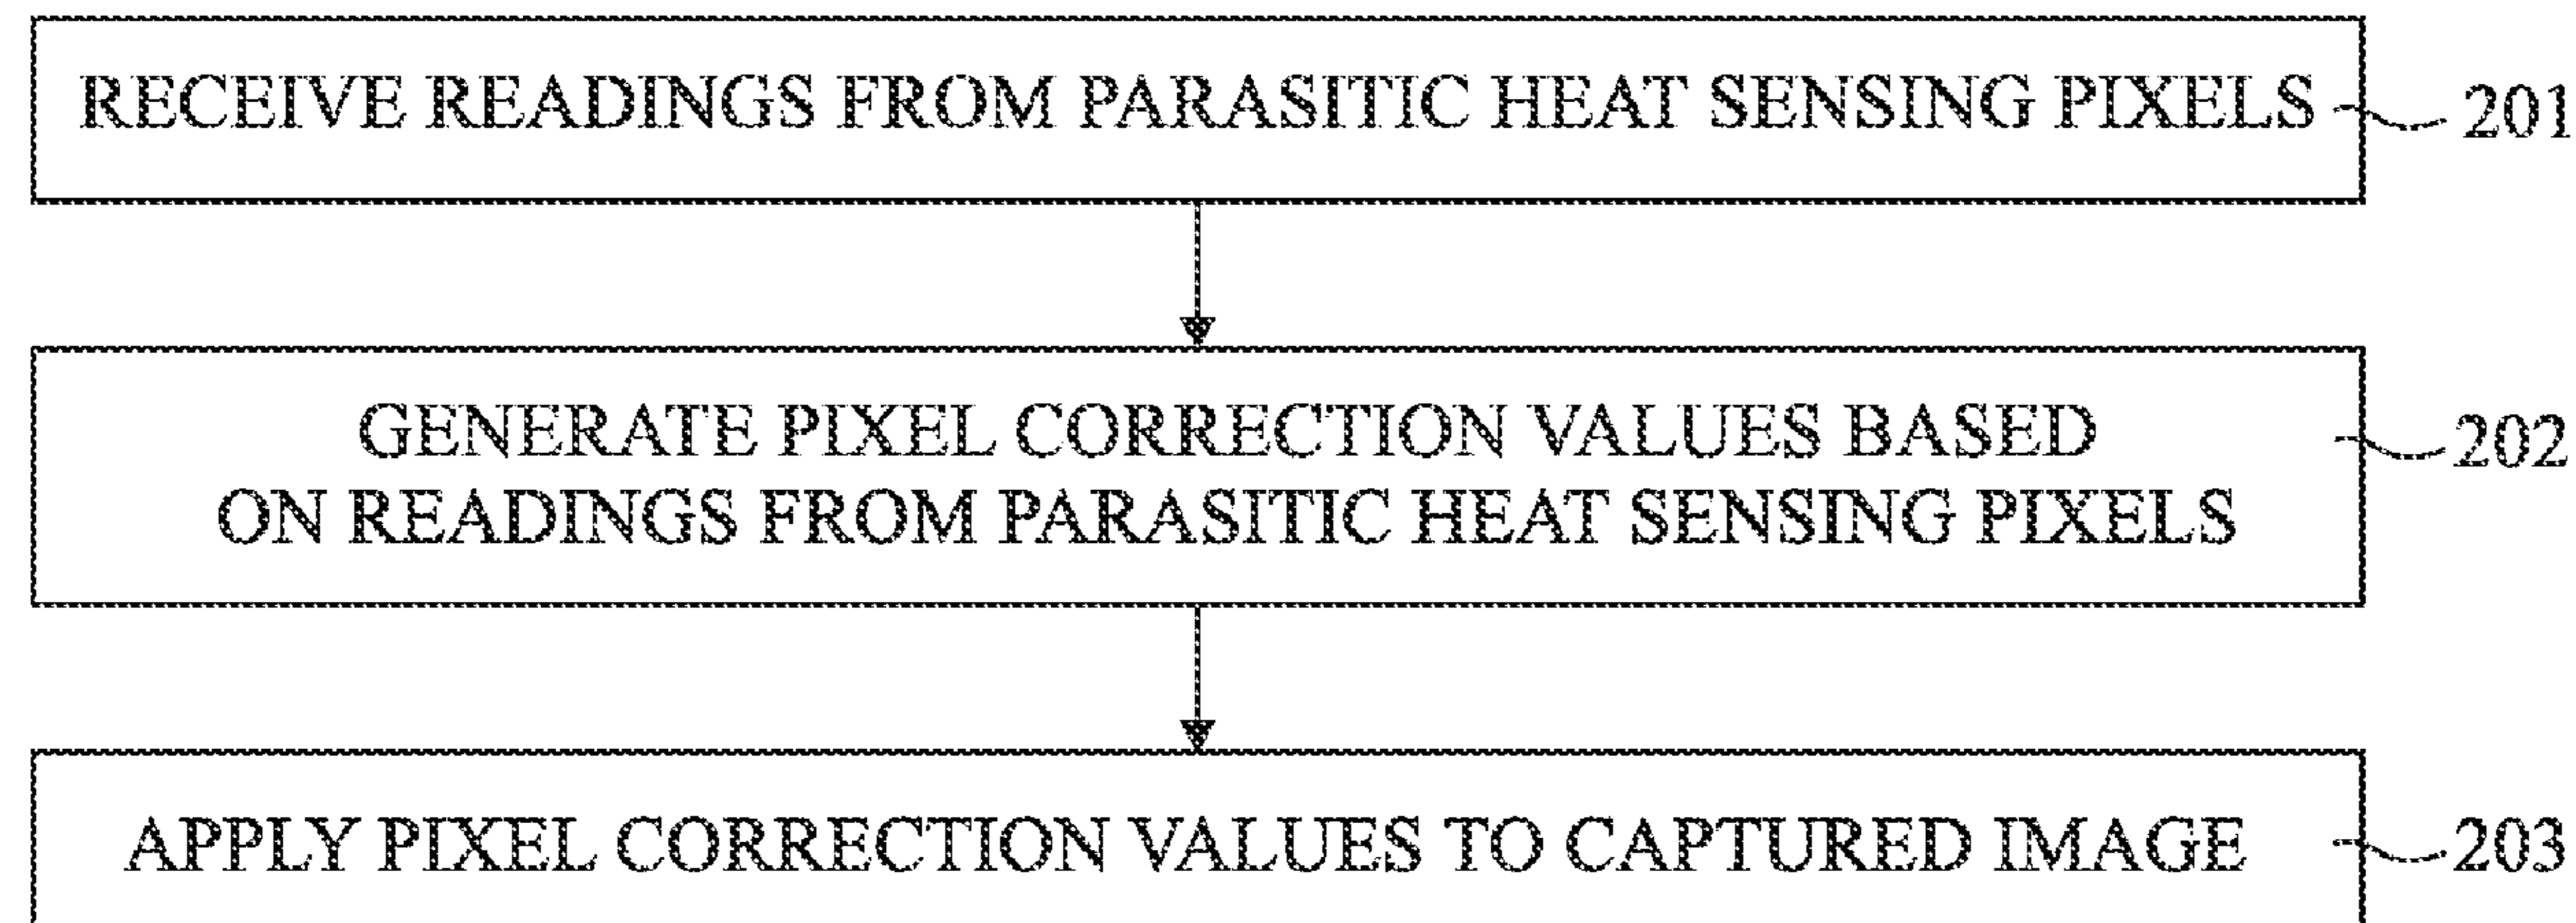 RECEIVE READINGS FROM PARASITIC HEAT SENSING PIXELS 201
GENERATE PIXEL CORRECTION VALUES BASED 202
ON READINGS FROM PARASITIC HEAT SENSING PIXELS
APPLY PIXEL CORRECTION VALUES TO CAPTURED IMAGE 203